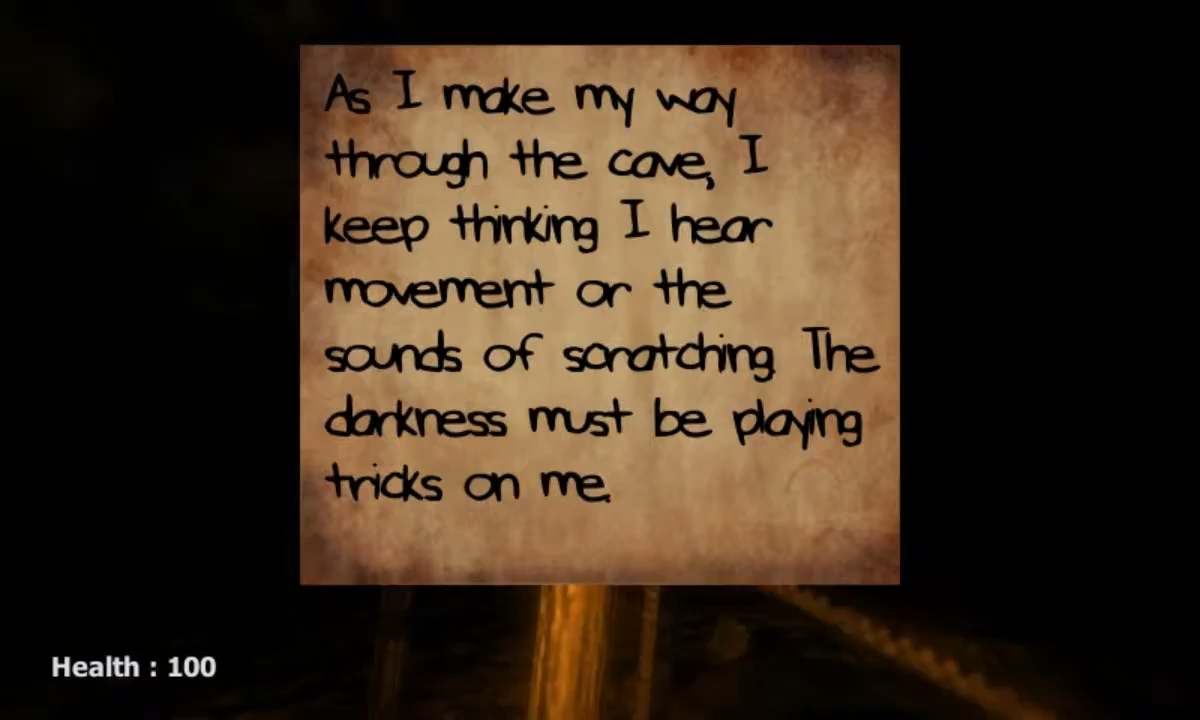 As I make my way
through the cave, I
keep thinking I hear
movement or the
sounds of scratching. The
darkness must be playing
tricks on me.
Health : 100